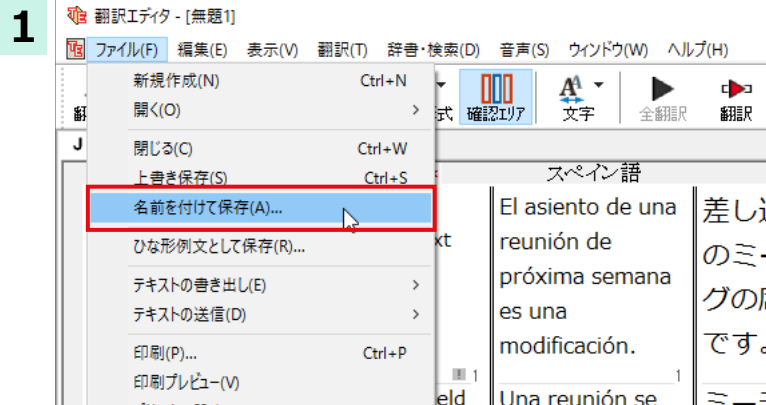 1
翻訳エディタ - [無題1]
ファイル(F) 編集(E) 表示(V) 翻訳(T) 辞書・検索(D) 音声(S) ウィンドウ(W) ヘルプ(H)
新規作成(N) Ctrl+N
開く(O)
閉じる(C) Ctrl+W
上書き保存(S) Ctrl+S
名前を付けて保存(A)...
ひな形例文として保存(R)...
テキストの書き出し(E)
テキストの送信(D)
印刷(P)... Ctrl+P
印刷プレビュー(V)
式 確認エリア 文字 全翻訳 翻訳
J
スペイン語
El asiento de una
reunión de
próxima semana
es una
modificación.
1
1
Una reunión se
xt
eld
差し
のミー
グの
です。
ミー